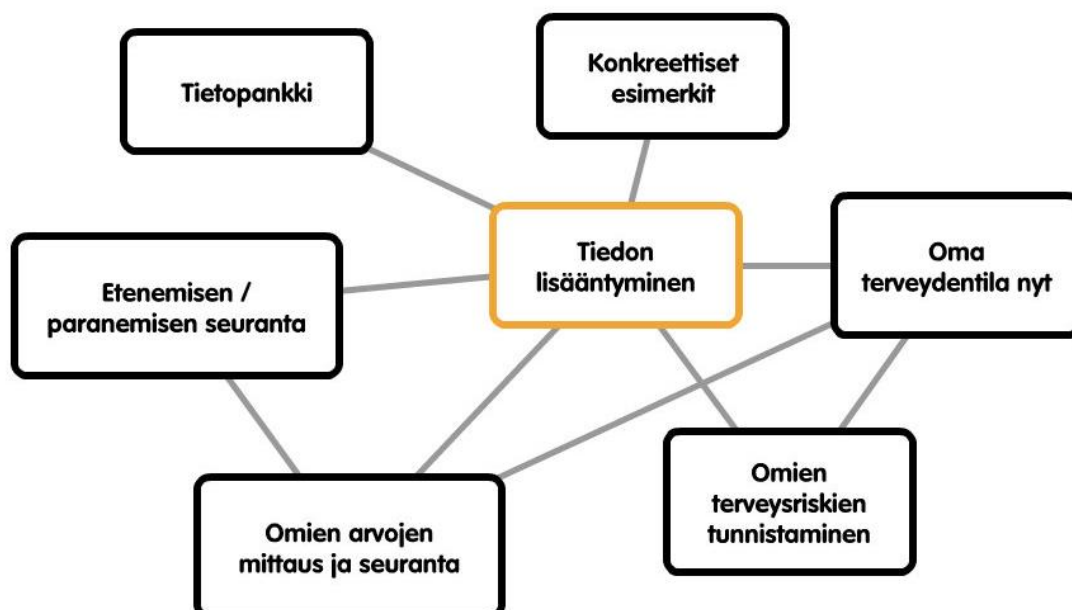 Tietopankki
Konkreettiset
esimerkit
Tiedon
lisääntyminen
Oma
terveydentila nyt
Etenemisen /
paranemisen seuranta
Omien
terveysriskien
tunnistaminen
Omien arvojen
mittaus ja seuranta